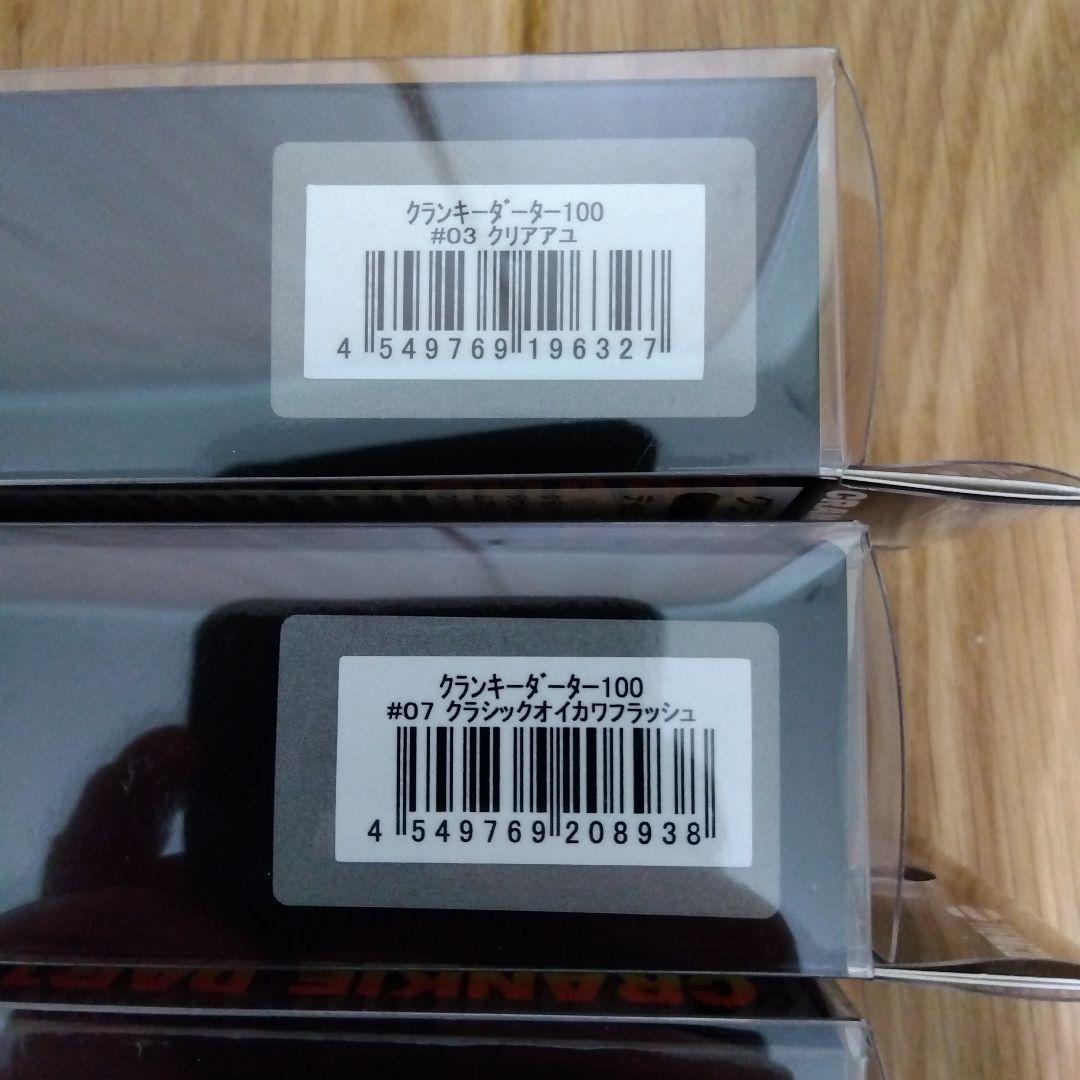 クランキーダーター100
#03 クリアアユ
4 549769 196327
クランキーダーター100
#07 クラシックオイカワフラッシュ
4 549769 208938
CRANKIE DART